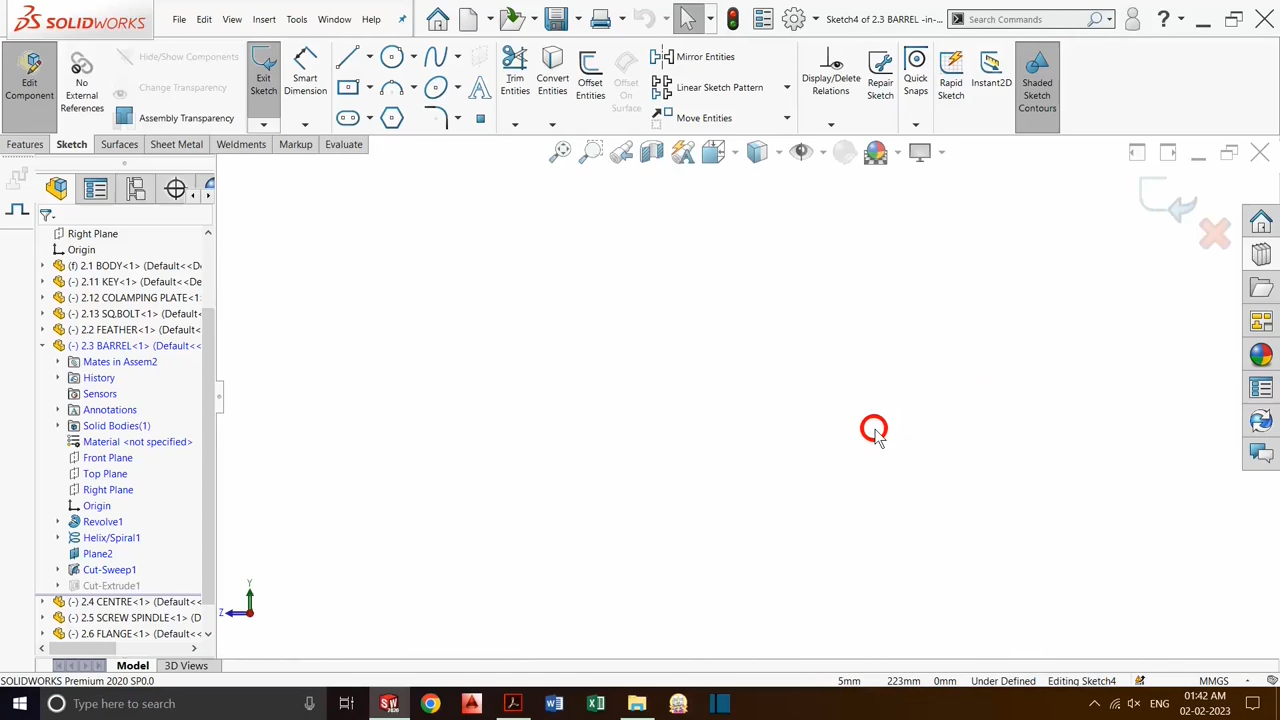 SOLIDWORKS
File Edit View Insert Tools Window Help
Sketch4 of 2.3 BARREL -in-...
Search Commands
Edit Component
No External References
Hide/Show Components
Change Transparency
Assembly Transparency
Exit Sketch
Smart Dimension
Trim Entities
Convert Entities
Offset Entities
Offset On Surface
Mirror Entities
Linear Sketch Pattern
Move Entities
Display/Delete Relations
Repair Sketch
Quick Snaps
Rapid Sketch
Instant2D
Shaded Sketch Contours
Features Sketch Surfaces Sheet Metal Weldments Markup Evaluate
Right Plane
Origin
(f) 2.1 BODY<1> (Default<<De
(-) 2.11 KEY<1> (Default<<De
(-) 2.12 COLAMPING PLATE<1
(-) 2.13 SQ.BOLT<1> (Default
(-) 2.2 FEATHER<1> (Default<
(-) 2.3 BARREL<1> (Default<<
Mates in Assem2
History
Sensors
Annotations
Solid Bodies(1)
Material <not specified>
Front Plane
Top Plane
Right Plane
Origin
Revolve1
Helix/Spiral1
Plane2
Cut-Sweep1
Cut-Extrude1
(-) 2.4 CENTRE<1> (Default<<
(-) 2.5 SCREW SPINDLE<1> (D
(-) 2.6 FLANGE<1> (Default<<
Y
Z
Model 3D Views
SOLIDWORKS Premium 2020 SP0.0
5mm 223mm 0mm Under Defined Editing Sketch4 MMGS
Type here to search
ENG
01:42 AM
02-02-2023